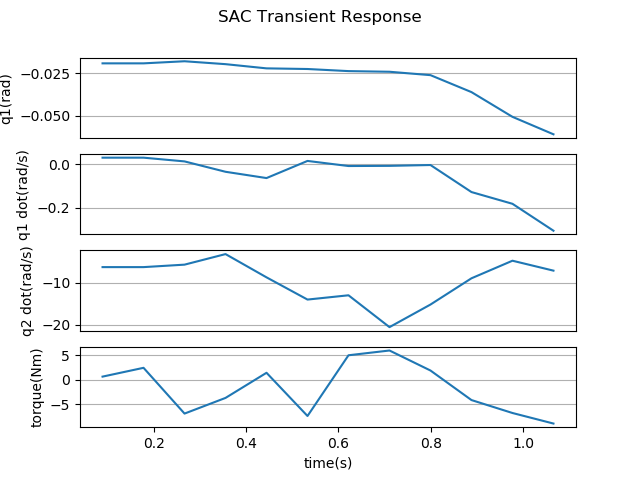 SAC Transient Response
q1(rad)
−0.025
−0.050
q1 dot(rad/s)
0.0
−0.2
q2 dot(rad/s)
−10
−20
torque(Nm)
5
0
−5
0.2 0.4 0.6 0.8 1.0
time(s)